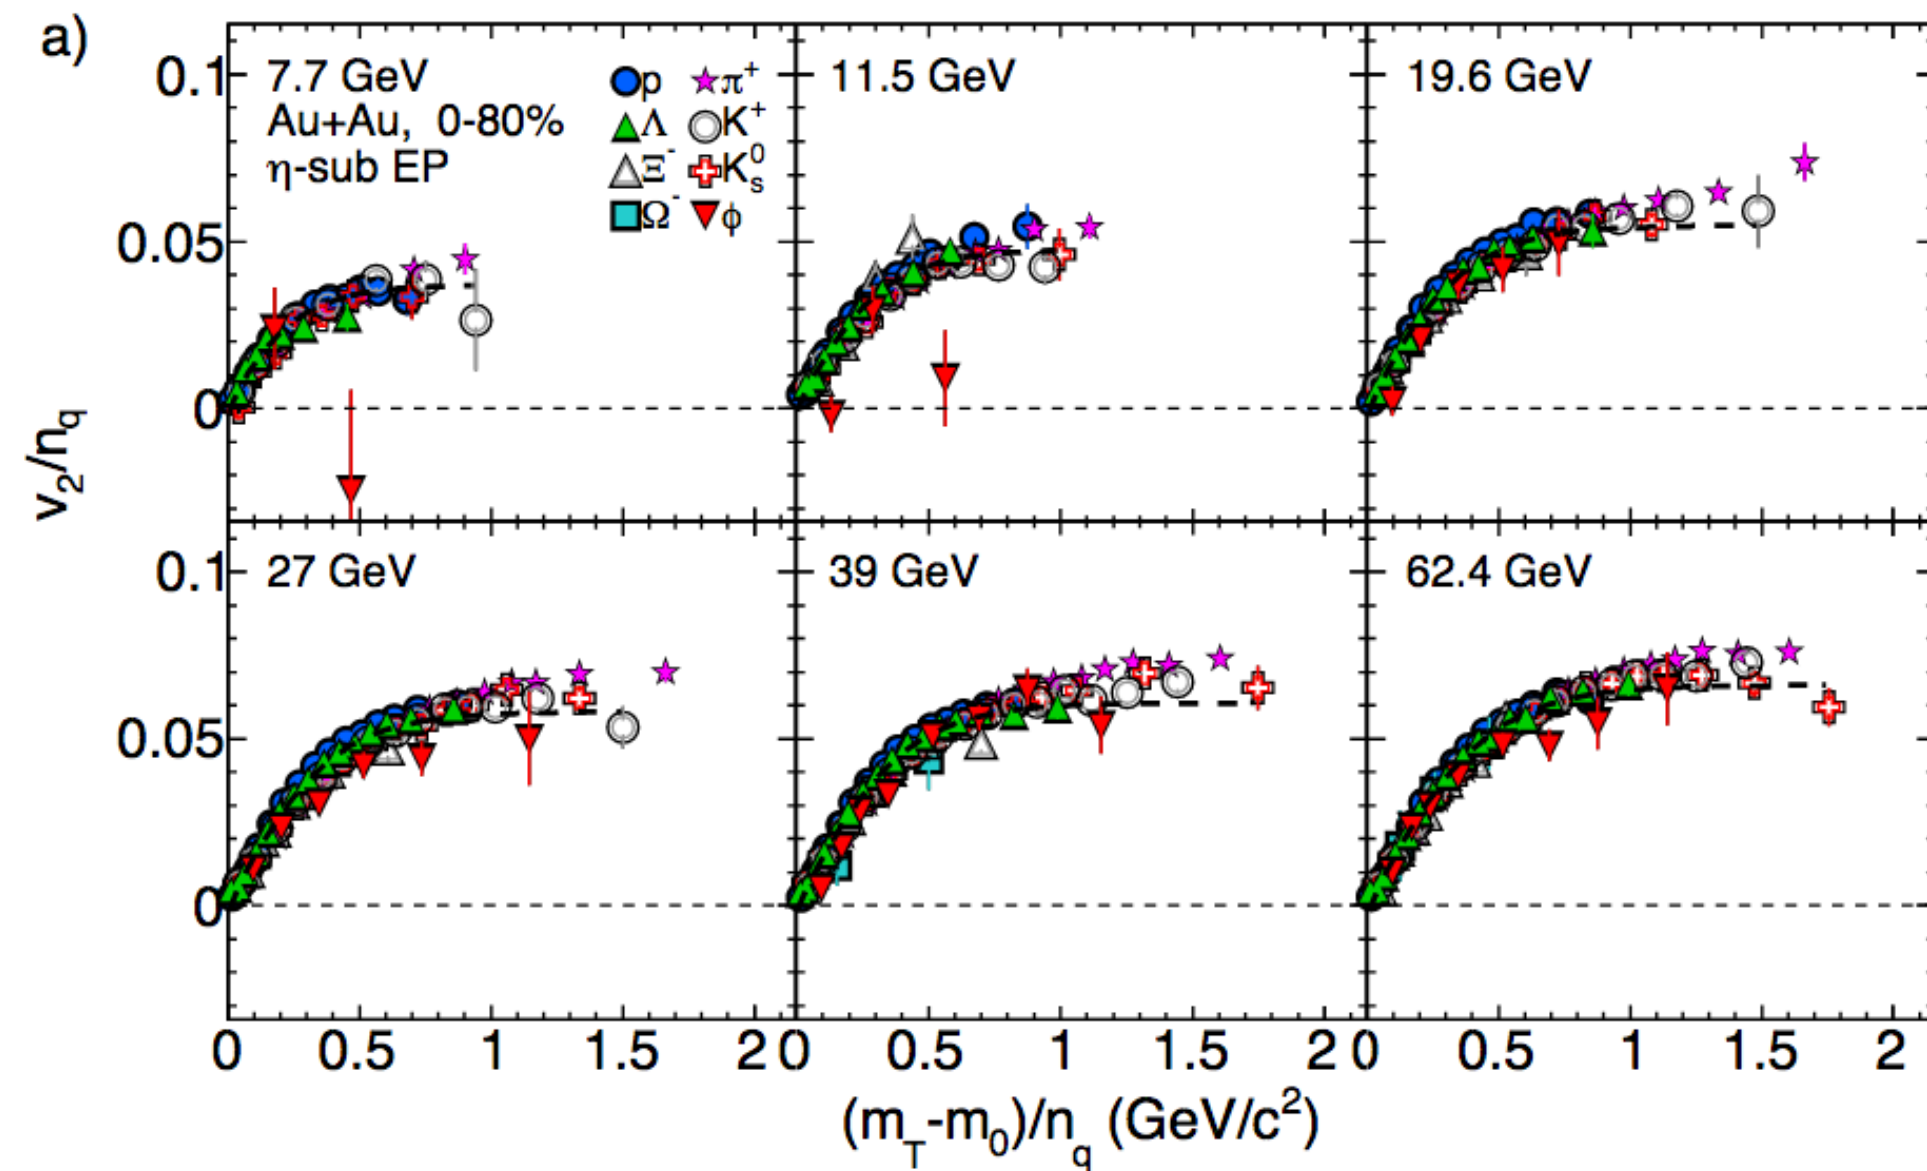 a)
7.7 GeV
Au+Au, 0-80%
η-sub EP
p π⁺
Λ K⁺
Ξ⁻ K⁰ₛ
Ω⁻ ϕ
11.5 GeV
19.6 GeV
0.1
0.05
0
27 GeV
39 GeV
62.4 GeV
0.1
0.05
0
v₂/n_q
0 0.5 1 1.5 2 0 0.5 1 1.5 2 0 0.5 1 1.5 2
(m_T-m₀)/n_q (GeV/c²)